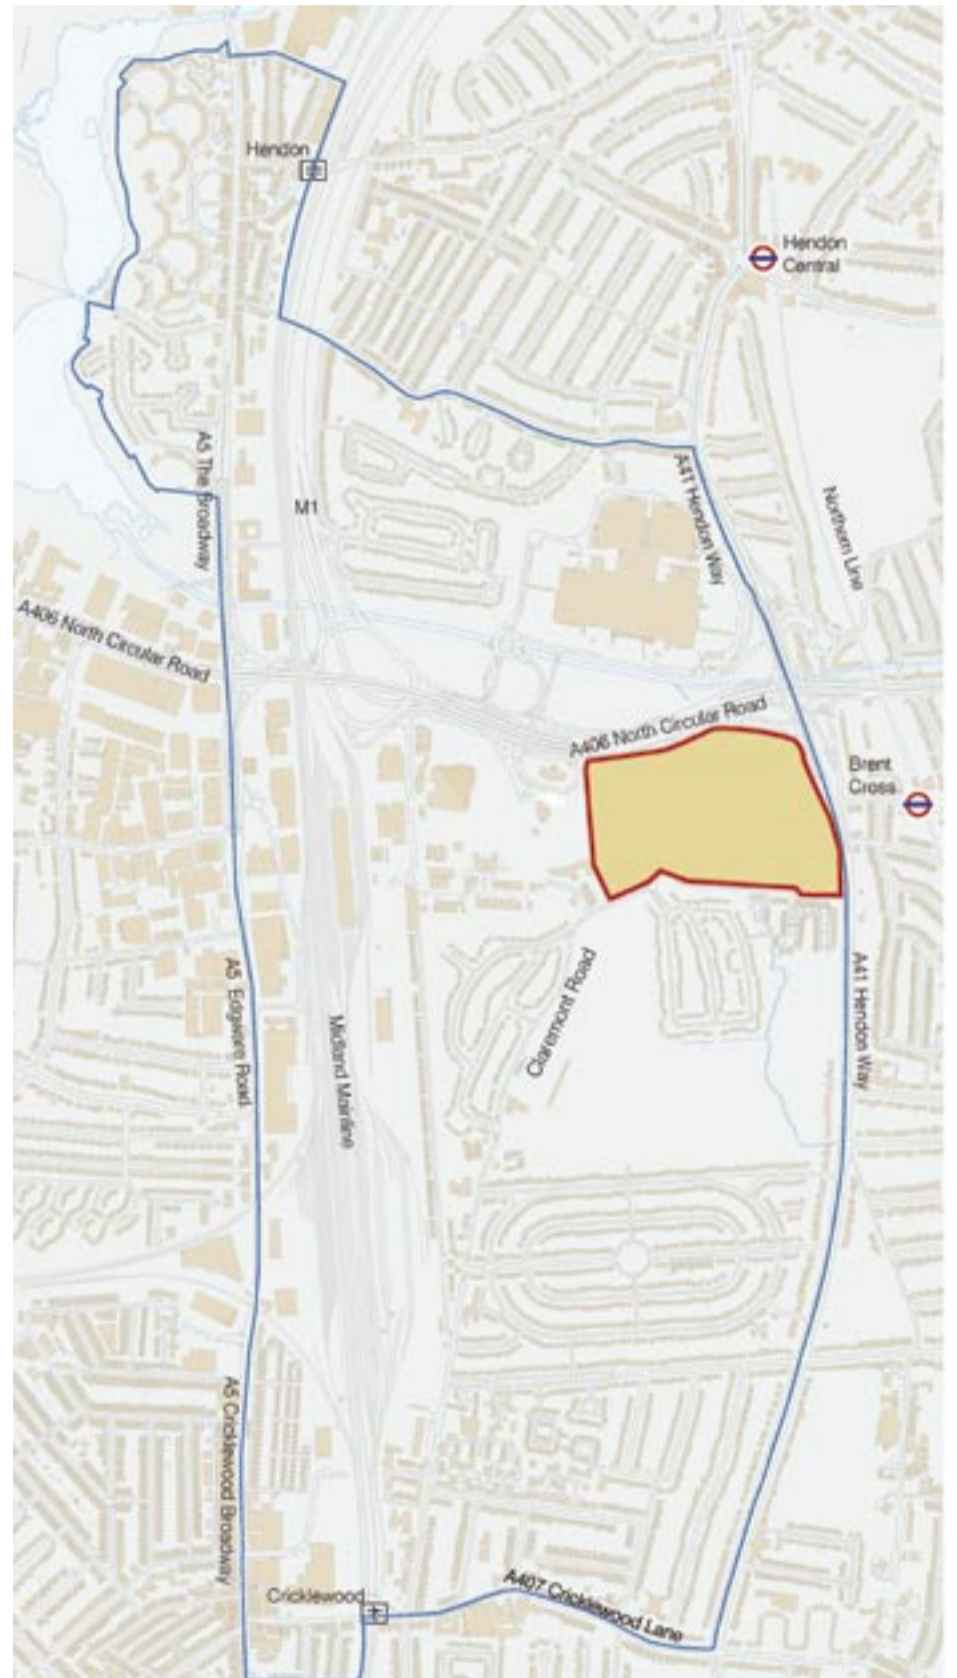 Hendon
Hendon
Central
A5 The Broadway
M1
A41 Hendon Way
Northern Line
A406 North Circular Road
A406 North Circular Road
Brent
Cross
A5 Edgware Road
Midland Mainline
Claremont Road
A41 Hendon Way
A5 Cricklewood Broadway
Cricklewood
A407 Cricklewood Lane